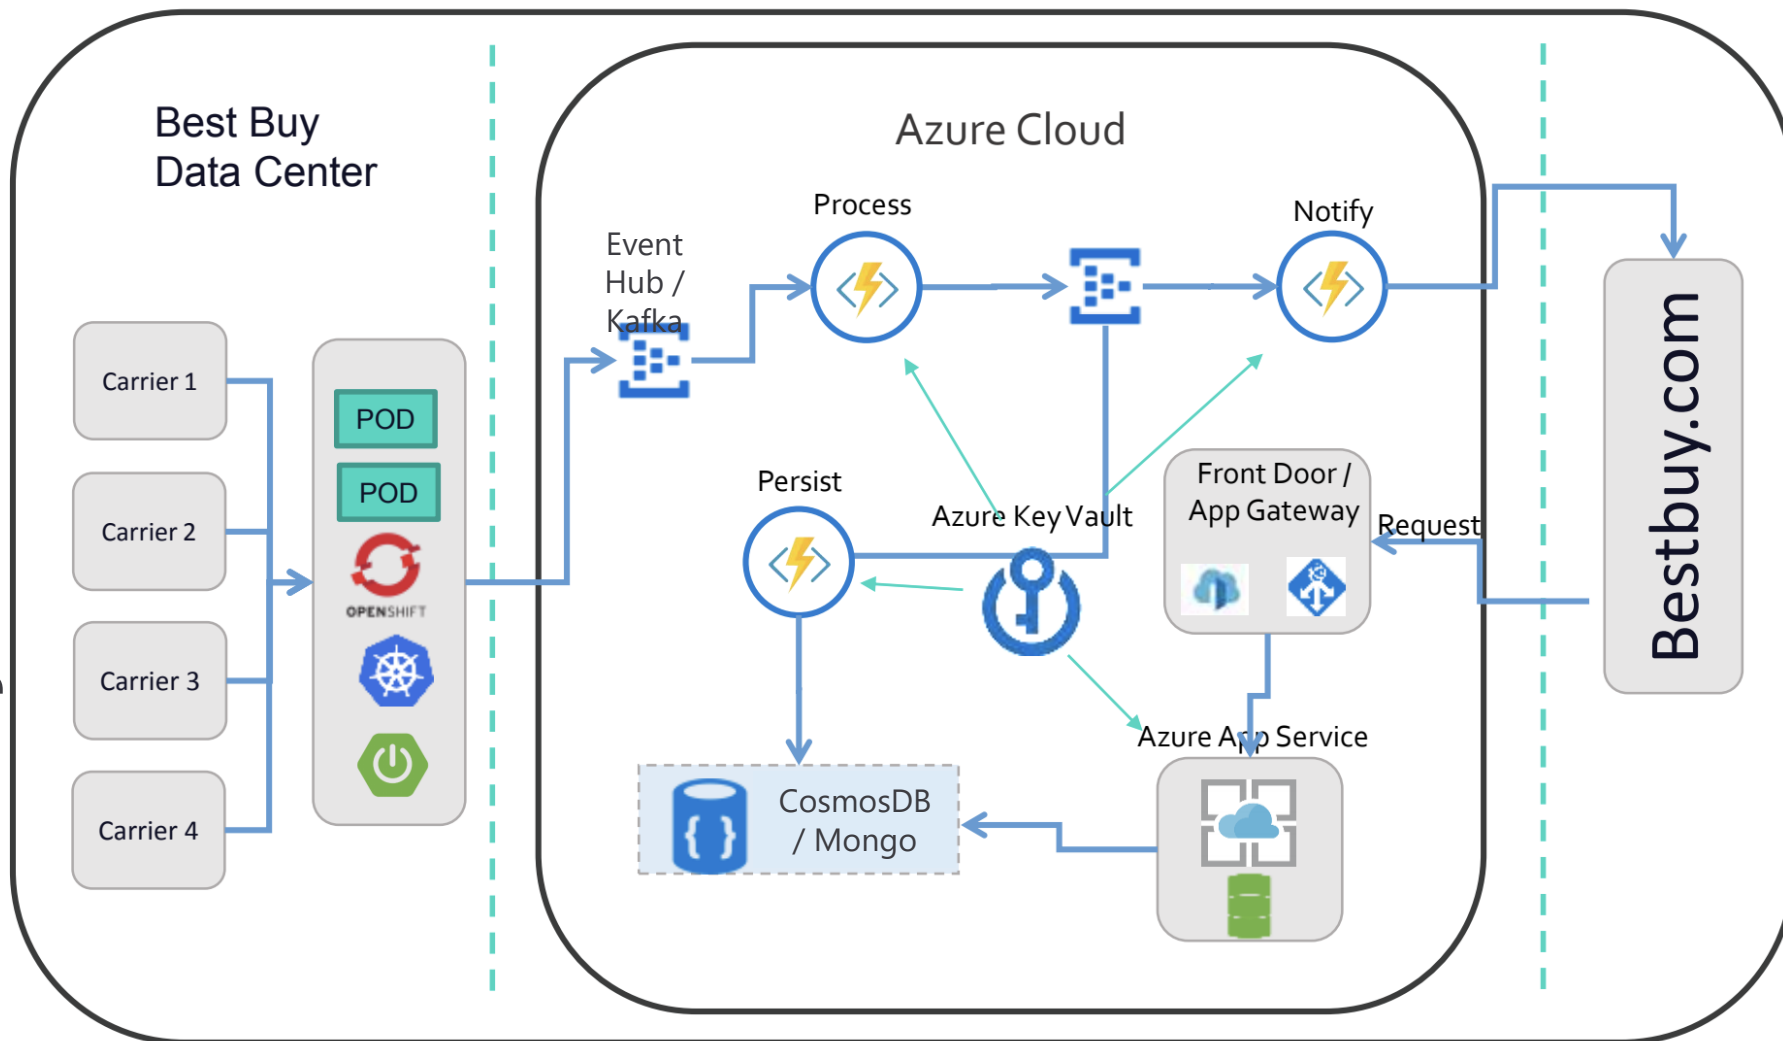 Best Buy
Data Center
Azure Cloud
Process
Notify
Event
Hub /
Kafka
Carrier 1
Carrier 2
Carrier 3
Carrier 4
POD
POD
OPENSHIFT
Persist
Azure Key Vault
Front Door /
App Gateway
Request
Bestbuy.com
Azure App Service
CosmosDB
/ Mongo